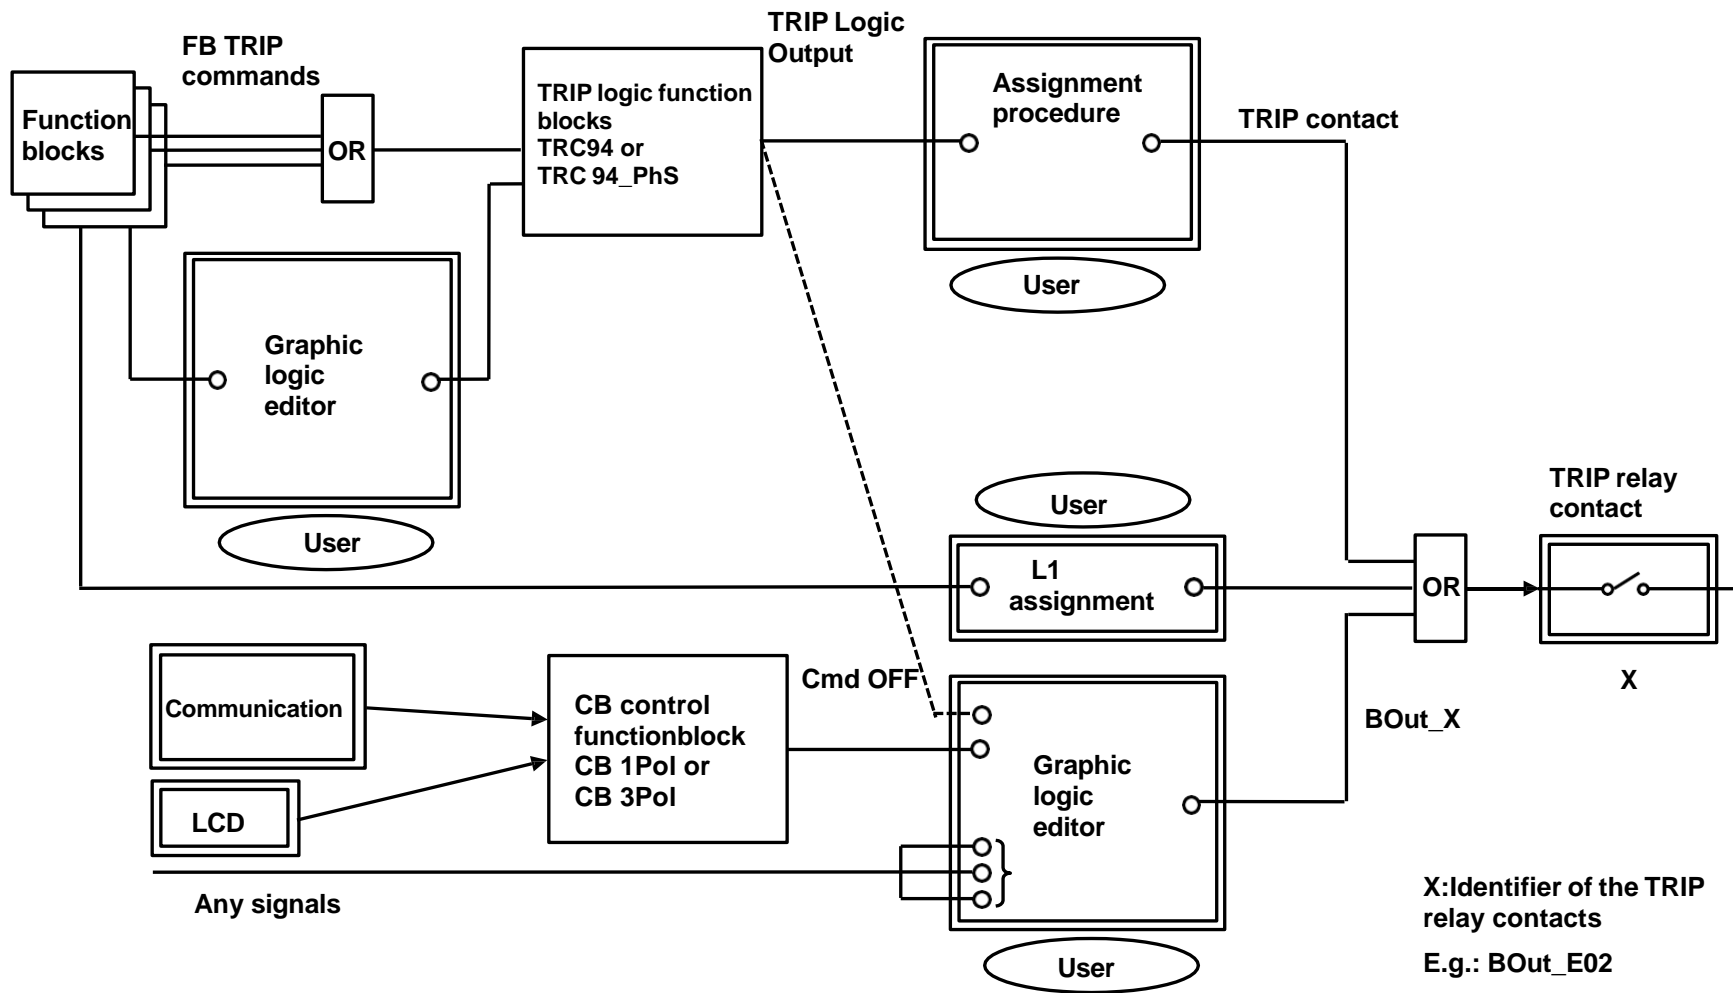 FB TRIP
commands
TRIP Logic
Output
Function
blocks
OR
TRIP logic function
blocks
TRC94 or
TRC 94_PhS
Assignment
procedure
TRIP contact
User
Graphic
logic
editor
User
User
L1
assignment
OR
TRIP relay
contact
X
Communication
LCD
CB control
functionblock
CB 1Pol or
CB 3Pol
Cmd OFF
BOut_X
Graphic
logic
editor
Any signals
User
X:Identifier of the TRIP
relay contacts
E.g.: BOut_E02